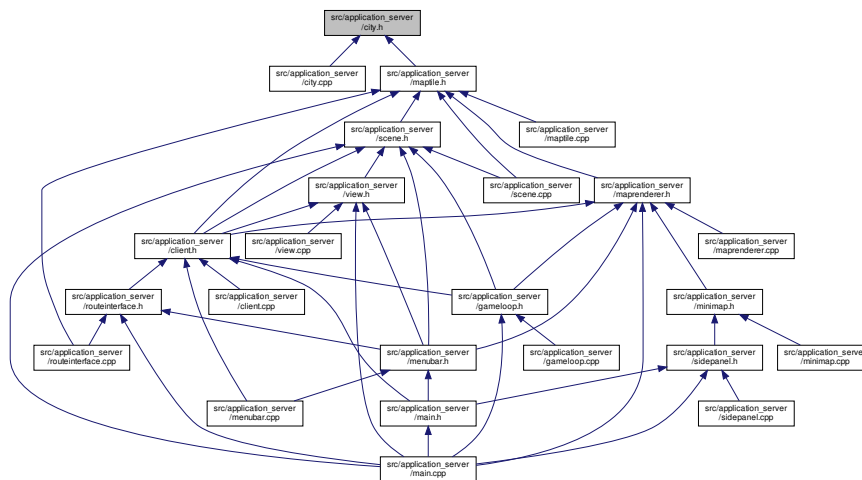 src/application_server
/city.h
src/application_server
/city.cpp
src/application_server
/maptile.h
src/application_server
/scene.h
src/application_server
/maptile.cpp
src/application_server
/view.h
src/application_server
/scene.cpp
src/application_server
/maprenderer.h
src/application_server
/client.h
src/application_server
/view.cpp
src/application_server
/maprenderer.cpp
src/application_server
/routeinterface.h
src/application_server
/client.cpp
src/application_server
/gameloop.h
src/application_server
/minimap.h
src/application_server
/routeinterface.cpp
src/application_server
/menubar.h
src/application_server
/gameloop.cpp
src/application_server
/sidepanel.h
src/application_server
/minimap.cpp
src/application_server
/menubar.cpp
src/application_server
/main.h
src/application_server
/sidepanel.cpp
src/application_server
/main.cpp